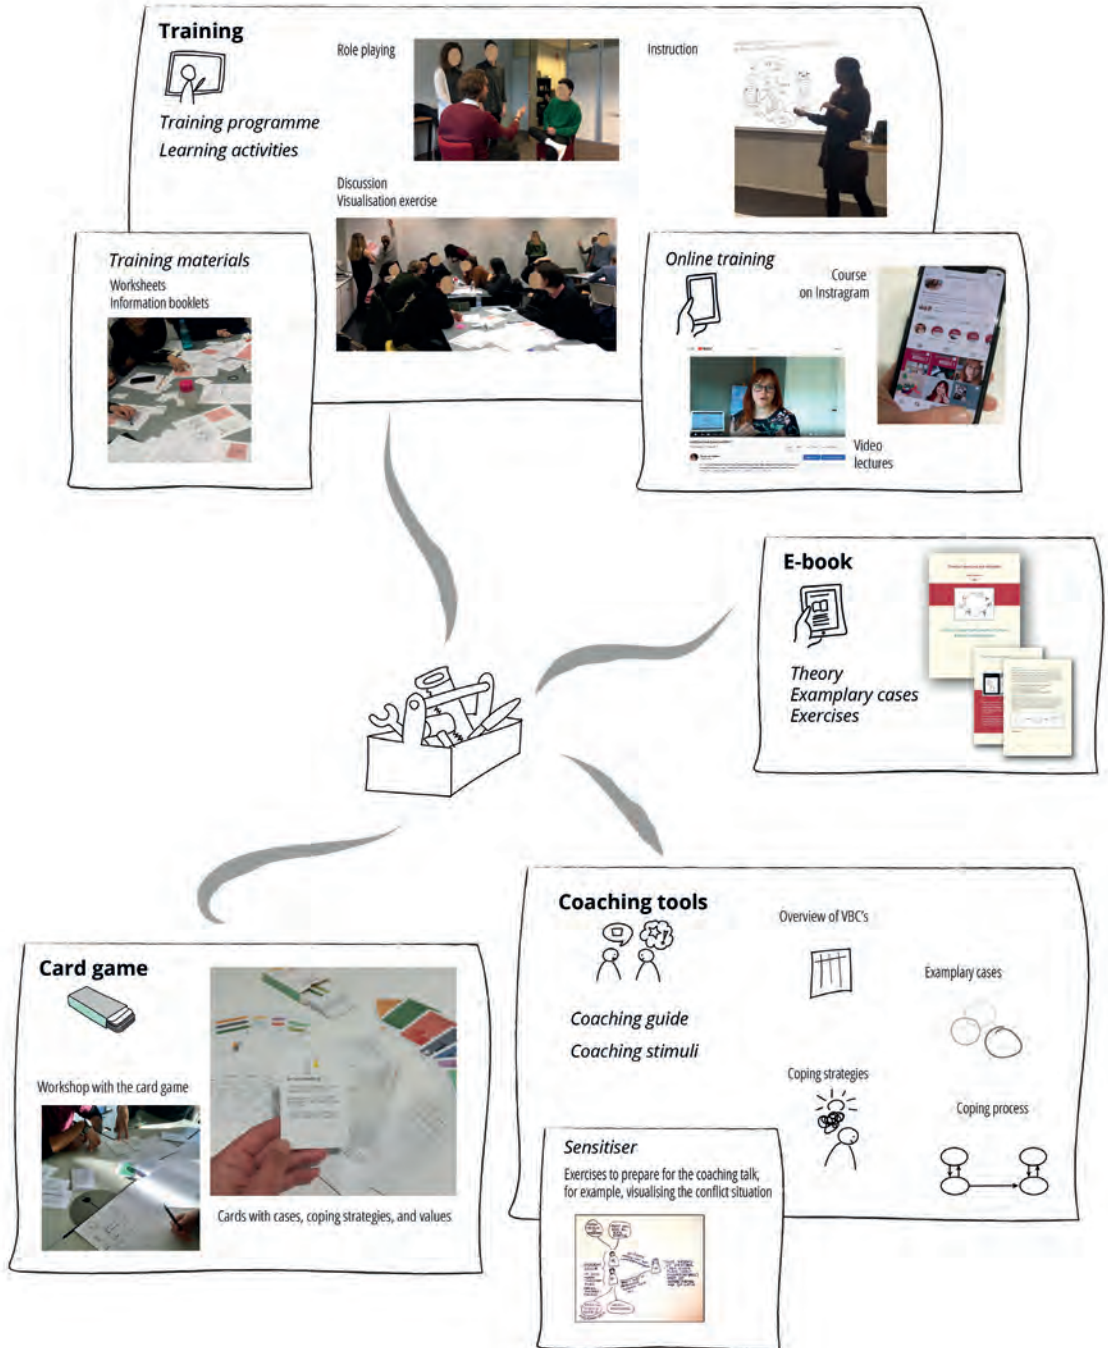 Training
Training programme
Learning activities
Role playing
Instruction
Discussion
Visualisation exercise
Training materials
Worksheets
Information booklets
Online training
Course
on Instragram
Video
lectures
E-book
Theory
Examplary cases
Exercises
Coaching tools
Coaching guide
Coaching stimuli
Overview of VBC's
Examplary cases
Coping strategies
Coping process
Sensitiser
Exercises to prepare for the coaching talk,
for example, visualising the conflict situation
Card game
Workshop with the card game
Cards with cases, coping strategies, and values